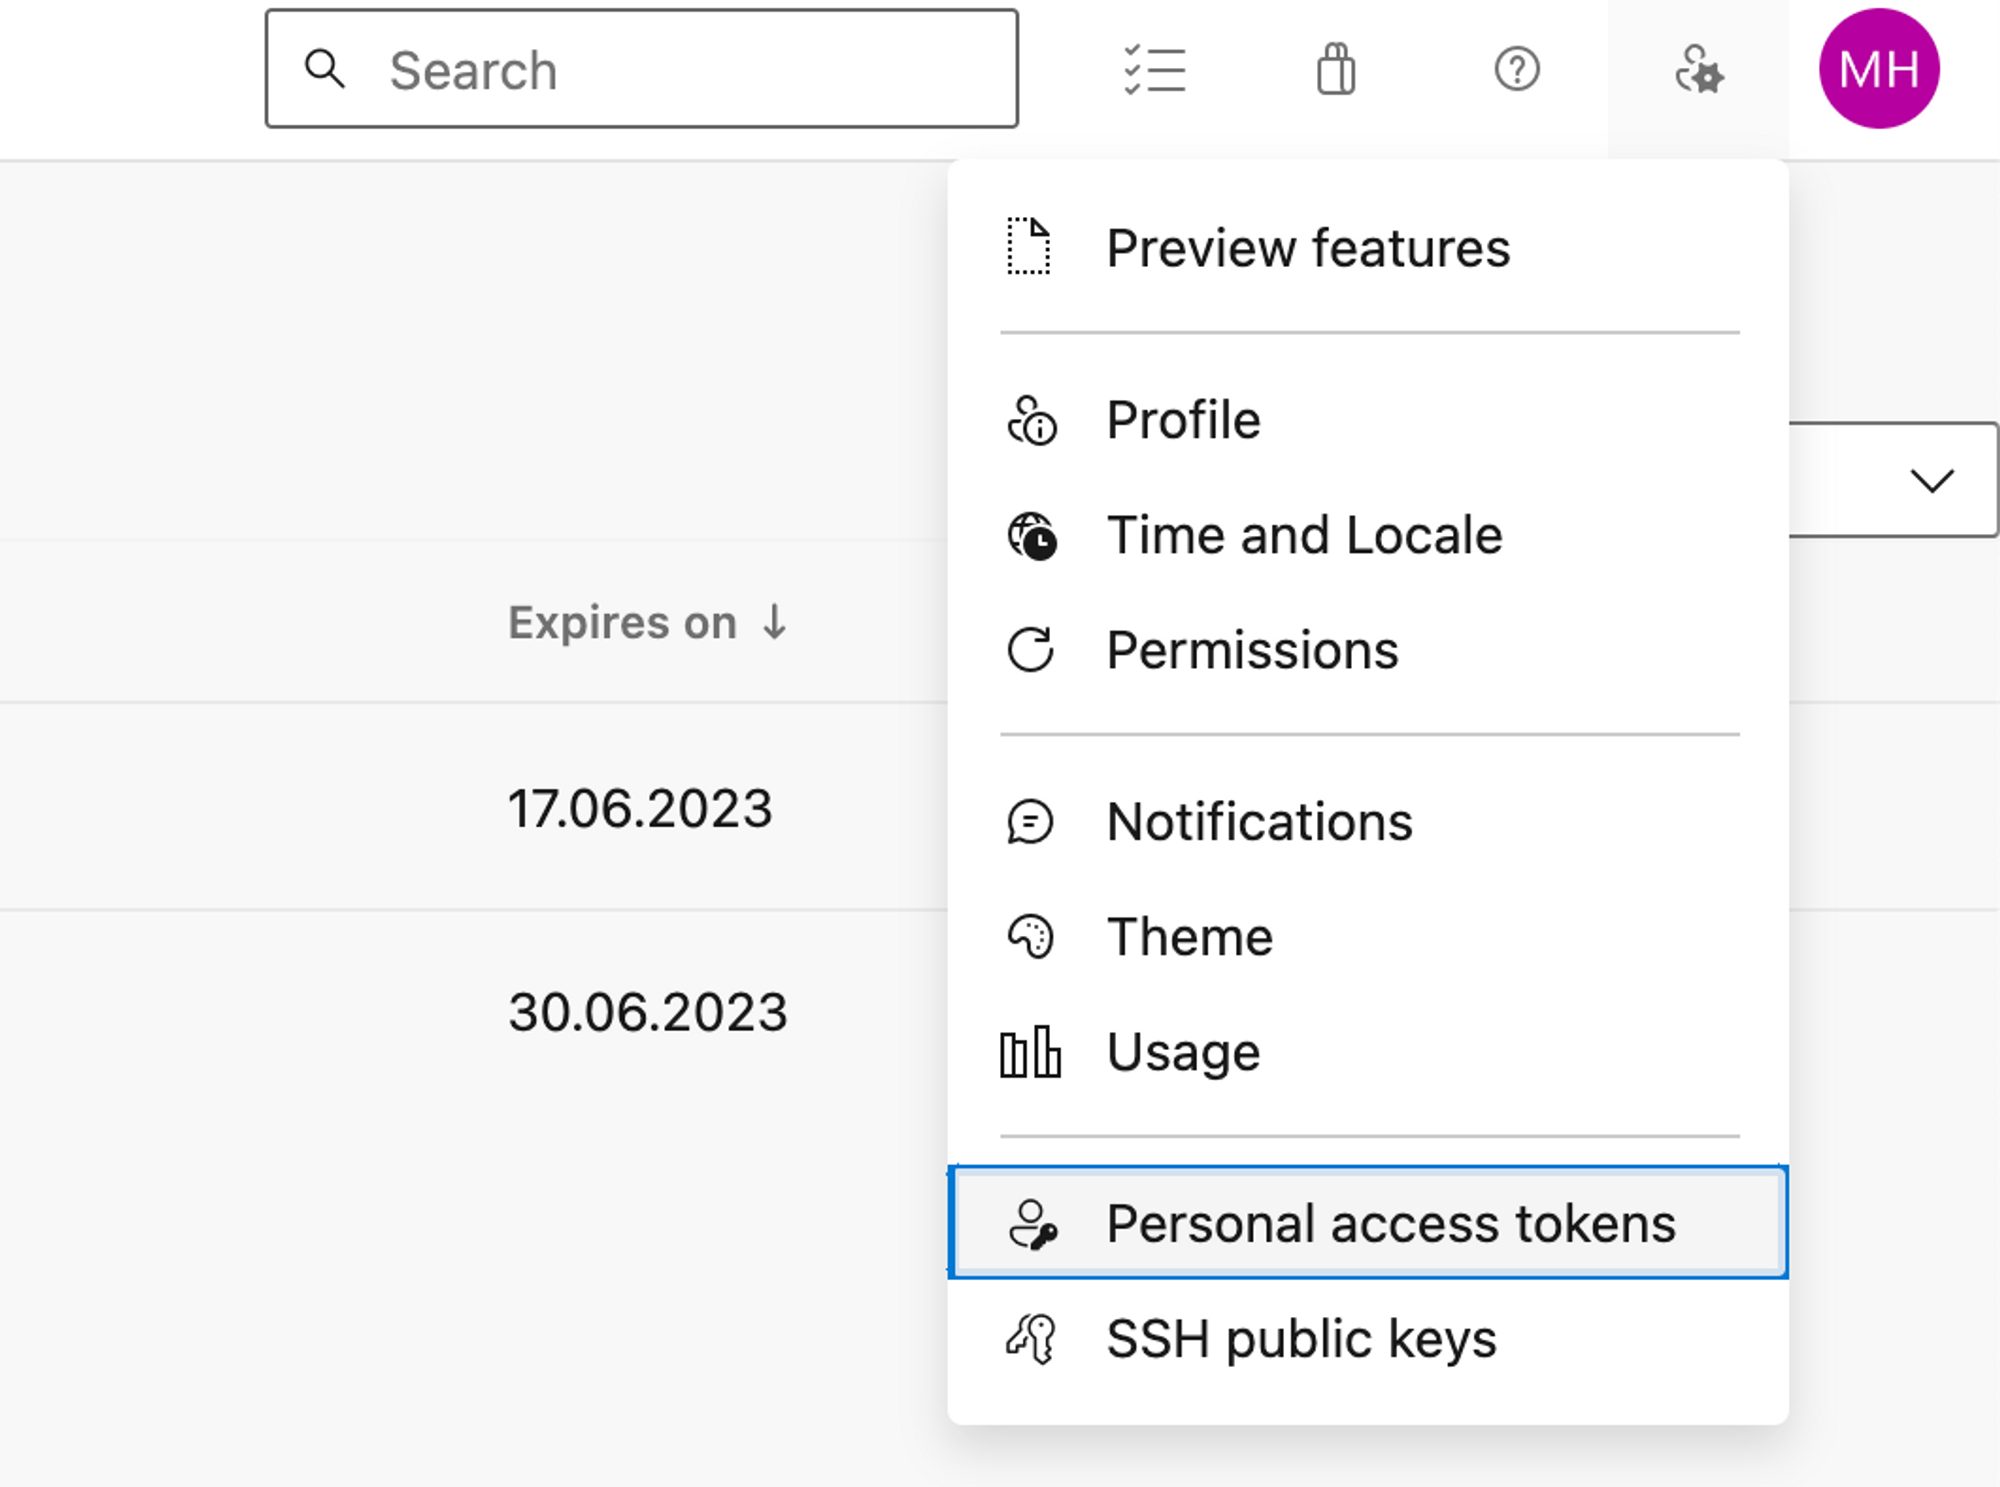 Search
MH
Preview features
Profile
Time and Locale
Permissions
Notifications
Theme
Usage
Personal access tokens
SSH public keys
Expires on ↓
17.06.2023
30.06.2023